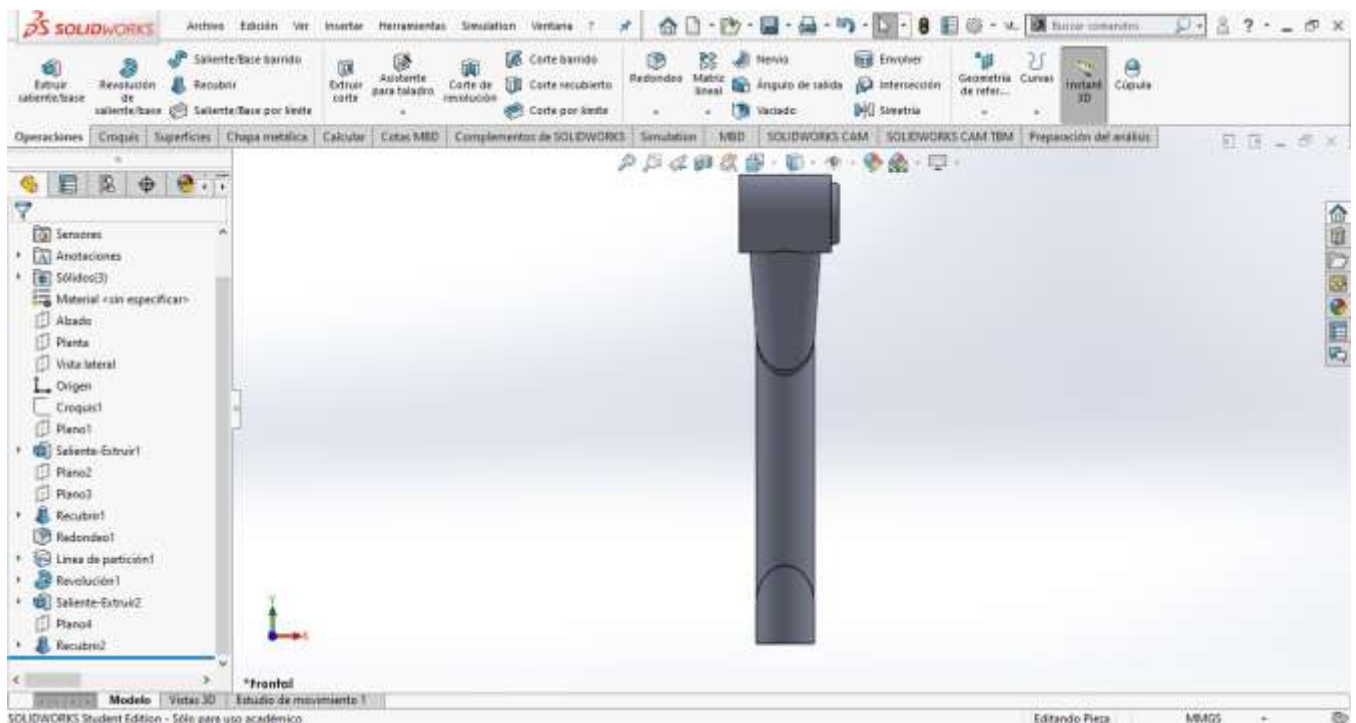 SOLIDWORKS
Archivo Edición Ver Insertar Herramientas Simulation Ventana ?
Buscar comandos
Extruir saliente/base
Revolución de saliente/base
Saliente/Base barrido
Recubrir
Saliente/Base por límite
Extruir corte
Asistente para taladro
Corte de revolución
Corte barrido
Corte recubierto
Corte por límite
Redondeo
Matriz lineal
Nervio
Ángulo de salida
Vaciado
Envolver
Intersección
Simetría
Geometría de refer...
Curvas
Instant 3D
Cúpula
Operaciones Croquis Superficies Chapa metálica Calcular Cotas MBD Complementos de SOLIDWORKS Simulation MBD SOLIDWORKS CAM SOLIDWORKS CAM TBM Preparación del análisis
Sensores
Anotaciones
Sólidos(3)
Material <sin especificar>
Alzado
Planta
Vista lateral
Origen
Croquis1
Plano1
Saliente-Extruir1
Plano2
Plano3
Recubrir1
Redondeo1
Línea de partición1
Revolución1
Saliente-Extruir2
Plano4
Recubrir2
Y
X
*Frontal
Modelo Vistas 3D Estudio de movimiento 1
SOLIDWORKS Student Edition - Sólo para uso académico
Editando Pieza MMGS